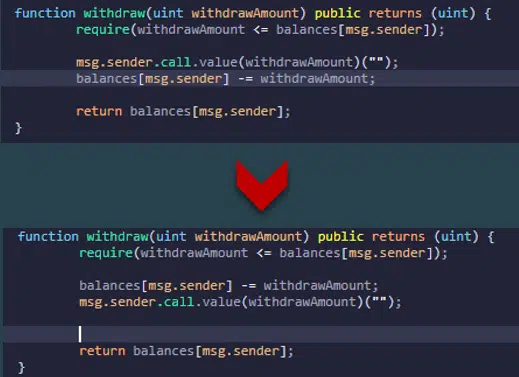 function withdraw(uint withdrawAmount) public returns (uint) {
require(withdrawAmount <= balances[msg.sender]);
msg.sender.call.value(withdrawAmount)("");
balances[msg.sender] -= withdrawAmount;
return balances[msg.sender];
}
function withdraw(uint withdrawAmount) public returns (uint) {
require(withdrawAmount <= balances[msg.sender]);
balances[msg.sender] -= withdrawAmount;
msg.sender.call.value(withdrawAmount)("");
return balances[msg.sender];
}